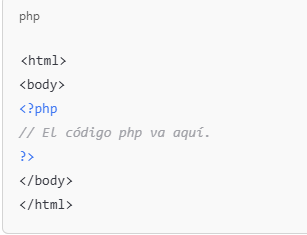 php
<html>
<body>
<?php
// El código php va aquí.
?>
</body>
</html>